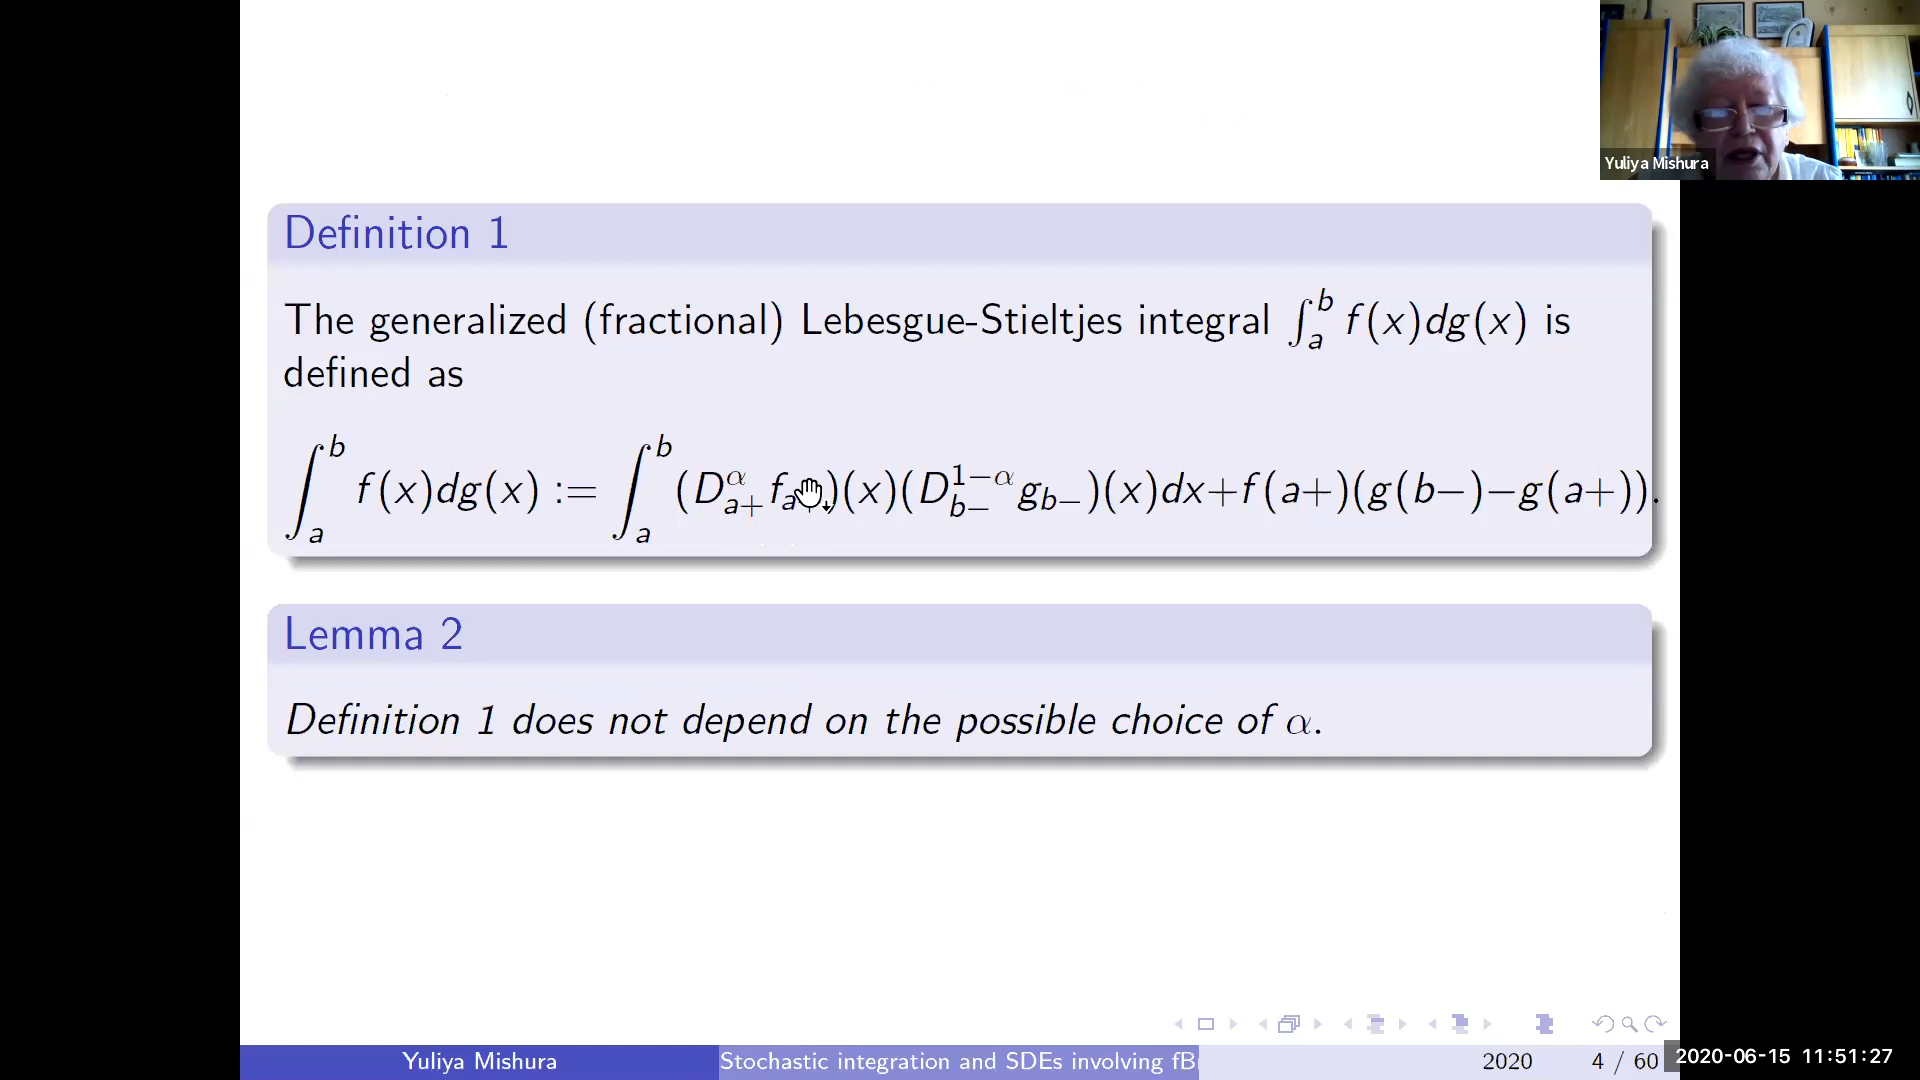 Yuliya Mishura
Definition 1
The generalized (fractional) Lebesgue-Stieltjes integral ∫_a^b f(x)dg(x) is
defined as
∫_a^b f(x)dg(x) := ∫_a^b (D_{a+}^α f_{a+})(x)(D_{b−}^{1−α} g_{b−})(x)dx+f(a+)(g(b−)−g(a+)).
Lemma 2
Definition 1 does not depend on the possible choice of α.
Yuliya Mishura
Stochastic integration and SDEs involving
2020
4 / 60
2020-06-15 11:51:27